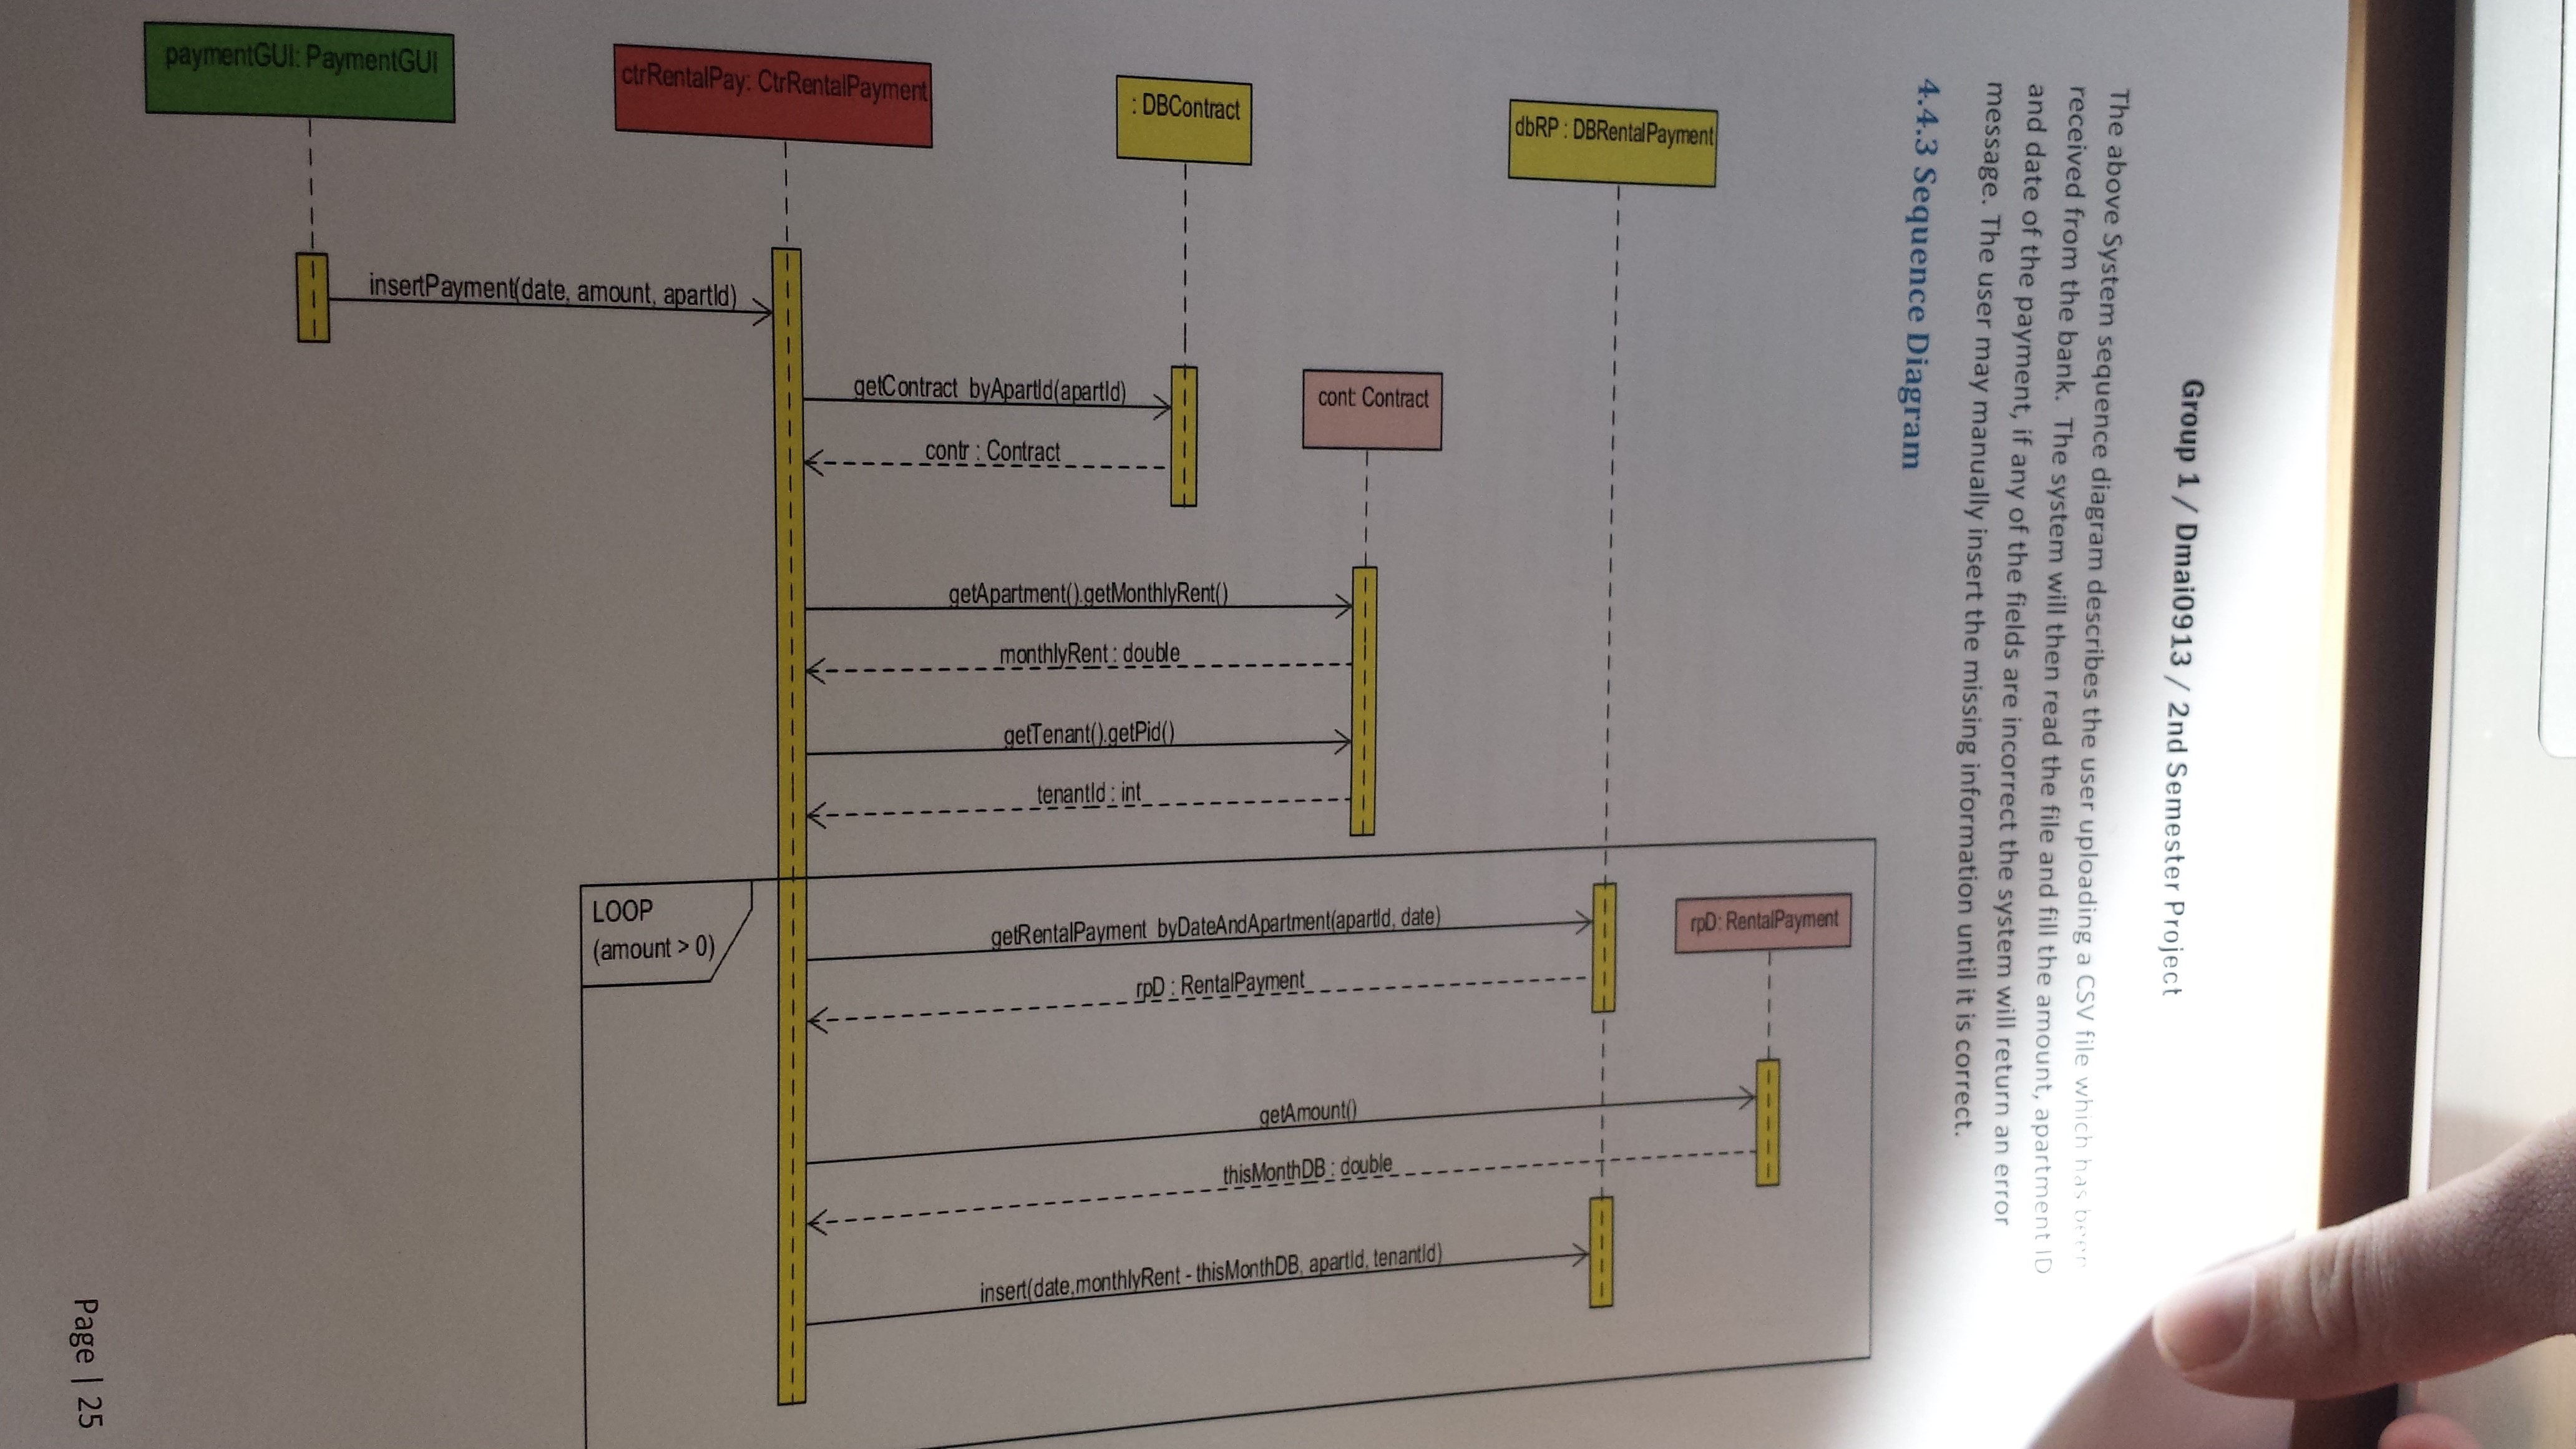 Group 1 / Dmai0913 / 2nd Semester Project
The above System sequence diagram describes the user uploading a CSV file which has been
received from the bank. The system will then read the file and fill the amount, apartment ID
and date of the payment, if any of the fields are incorrect the system will return an error
message. The user may manually insert the missing information until it is correct.
4.4.3 Sequence Diagram
paymentGUI: PaymentGUI
ctrRentalPay: CtrRentalPayment
: DBContract
dbRP : DBRentalPayment
insertPayment(date, amount, apartId)
getContract_byApartId(apartId)
cont: Contract
contr : Contract
getApartment().getMonthlyRent()
monthlyRent : double
getTenant().getPid()
tenantId : int
LOOP
(amount > 0)
getRentalPayment_byDateAndApartment(apartId, date)
rpD: RentalPayment
rpD : RentalPayment
getAmount()
thisMonthDB : double
insert(date,monthlyRent - thisMonthDB, apartId, tenantId)
Page | 25